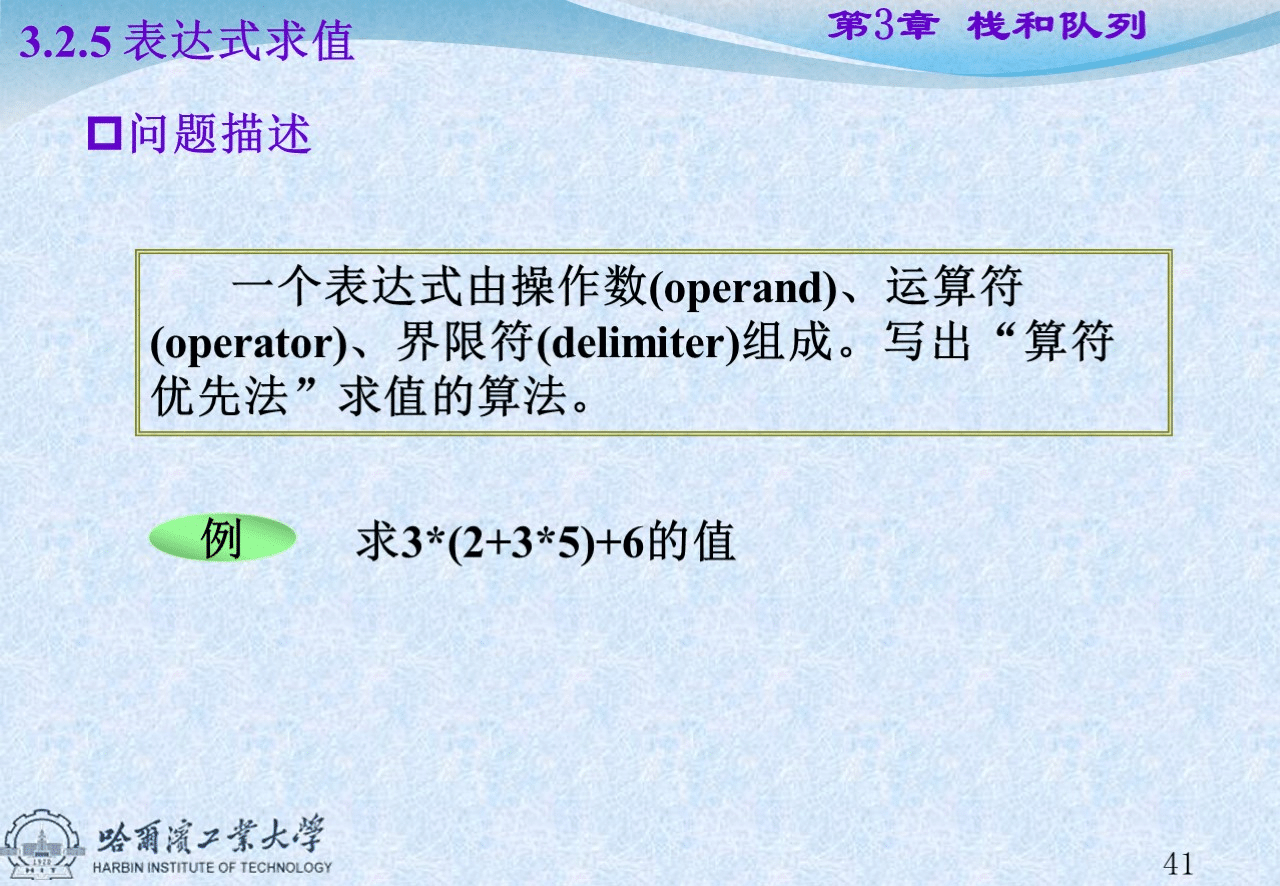 3.2.5 表达式求值
第3章 栈和队列
问题描述
一个表达式由操作数(operand)、运算符
(operator)、界限符(delimiter)组成。写出“算符
优先法”求值的算法。
例
求3*(2+3*5)+6的值
1920
HIT
哈爾濱工業大學
HARBIN INSTITUTE OF TECHNOLOGY
41